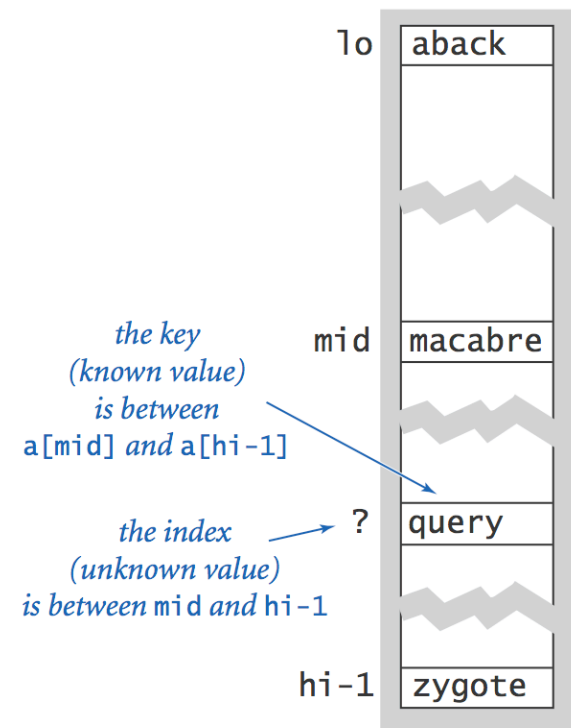 lo aback
mid macabre
the key
(known value)
is between
a[mid] and a[hi-1]
? query
the index
(unknown value)
is between mid and hi-1
hi-1 zygote